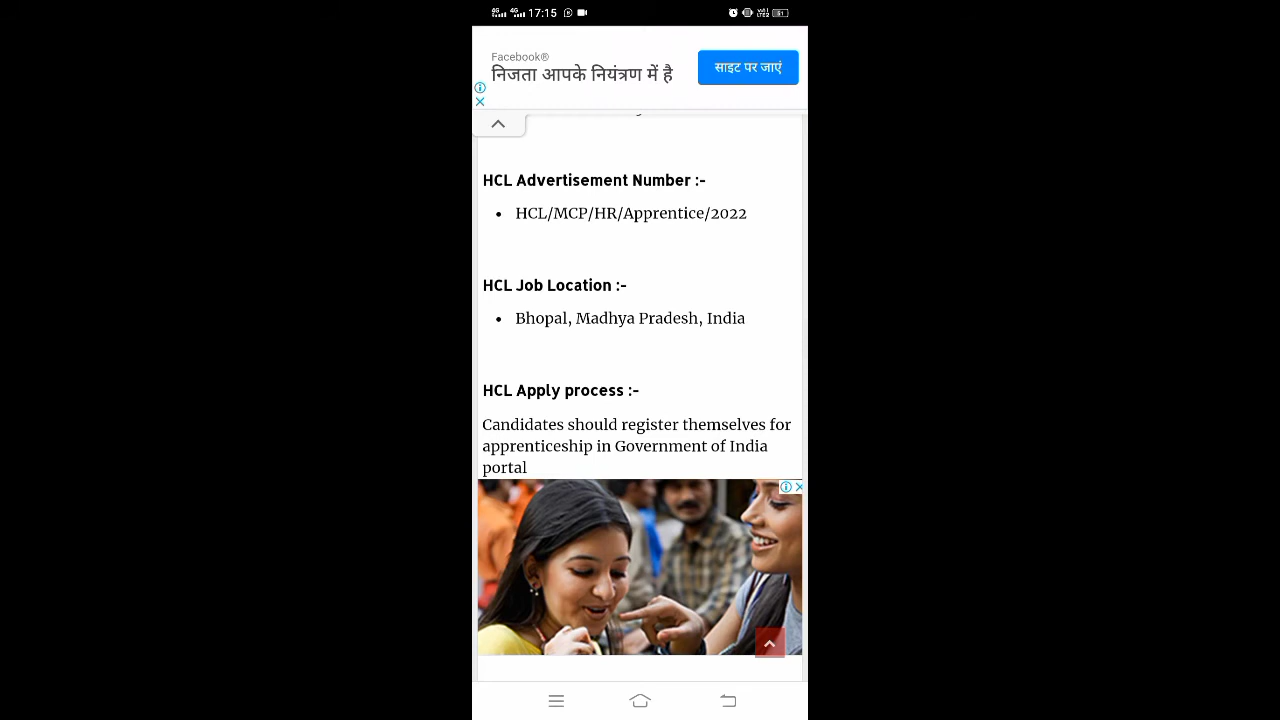 17:15
Facebook®
निजता आपके नियंत्रण में है
साइट पर जाएं
HCL Advertisement Number :-
• HCL/MCP/HR/Apprentice/2022
HCL Job Location :-
• Bhopal, Madhya Pradesh, India
HCL Apply process :-
Candidates should register themselves for
apprenticeship in Government of India
portal